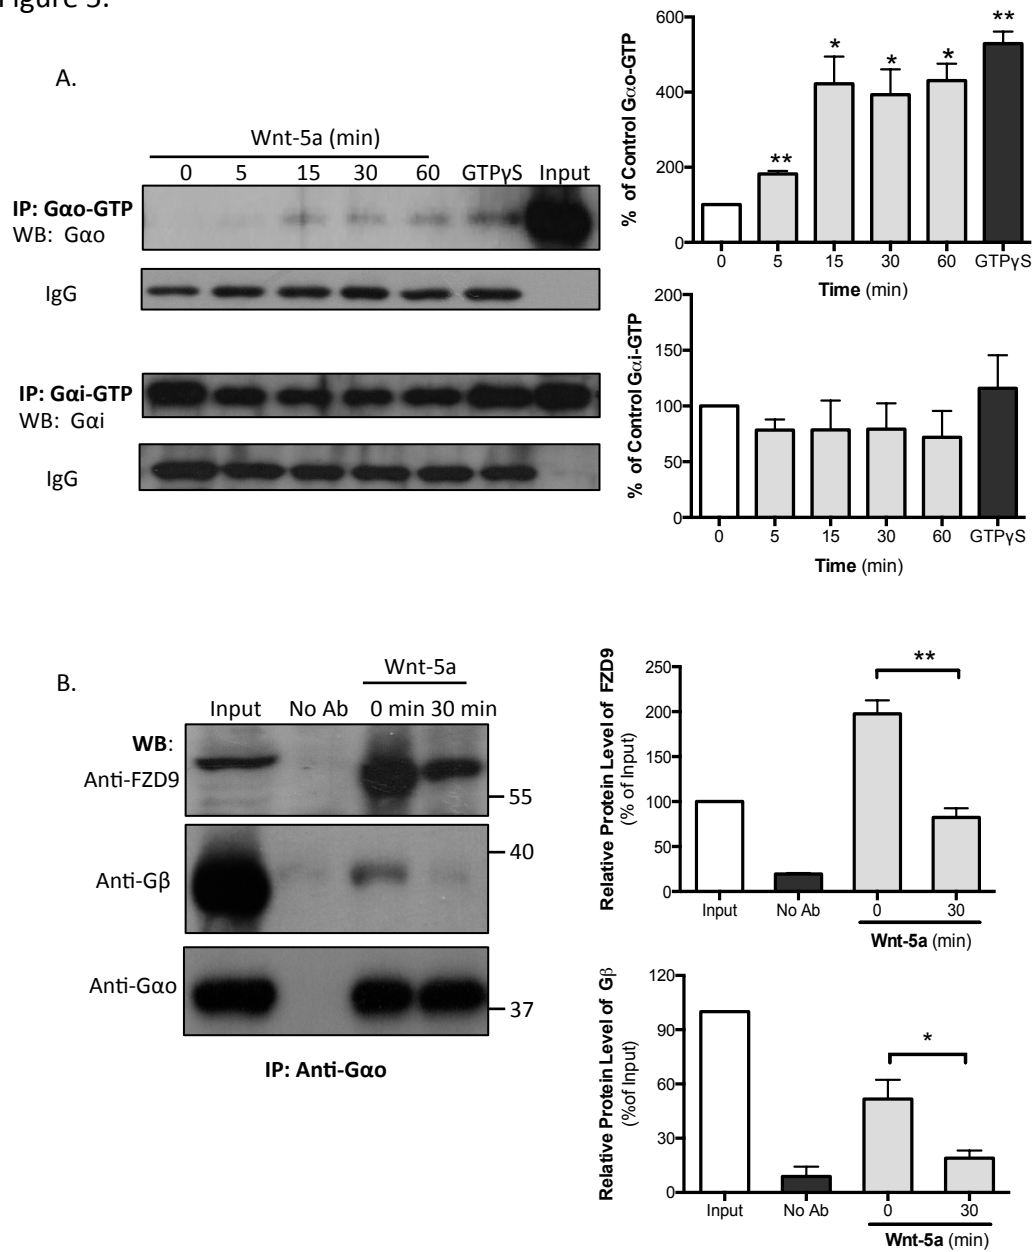 Figure 5.
A.
Wnt-5a (min)
0 5 15 30 60 GTPγS Input
IP: Gαo-GTP
WB: Gαo
IgG
IP: Gαi-GTP
WB: Gαi
IgG
% of Control Gαo-GTP
600
400
200
0
** * * * **
0 5 15 30 60 GTPγS
Time (min)
% of Control Gαi-GTP
200
150
100
50
0
0 5 15 30 60 GTPγS
Time (min)
B.
Wnt-5a
Input No Ab 0 min 30 min
WB:
Anti-FZD9
55
40
Anti-Gβ
Anti-Gαo
37
IP: Anti-Gαo
Relative Protein Level of FZD9
(% of Input)
250
200
150
100
50
0
**
Input No Ab 0 30
Wnt-5a (min)
Relative Protein Level of Gβ
(%of Input)
120
90
60
30
0
*
Input No Ab 0 30
Wnt-5a (min)